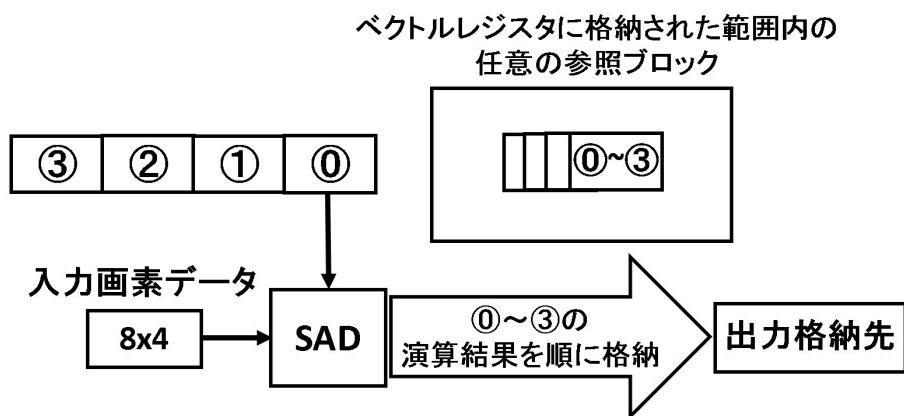 ベクトルレジスタに格納された範囲内の
任意の参照ブロック
③ ② ① ⓪
⓪~③
入力画素データ
8x4
SAD
⓪～③の
演算結果を順に格納
出力格納先